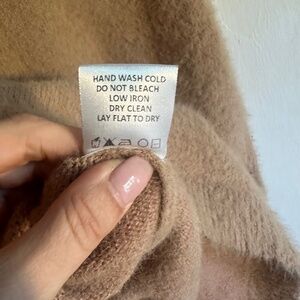 HAND WASH COLD
DO NOT BLEACH
LOW IRON
DRY CLEAN
LAY FLAT TO DRY